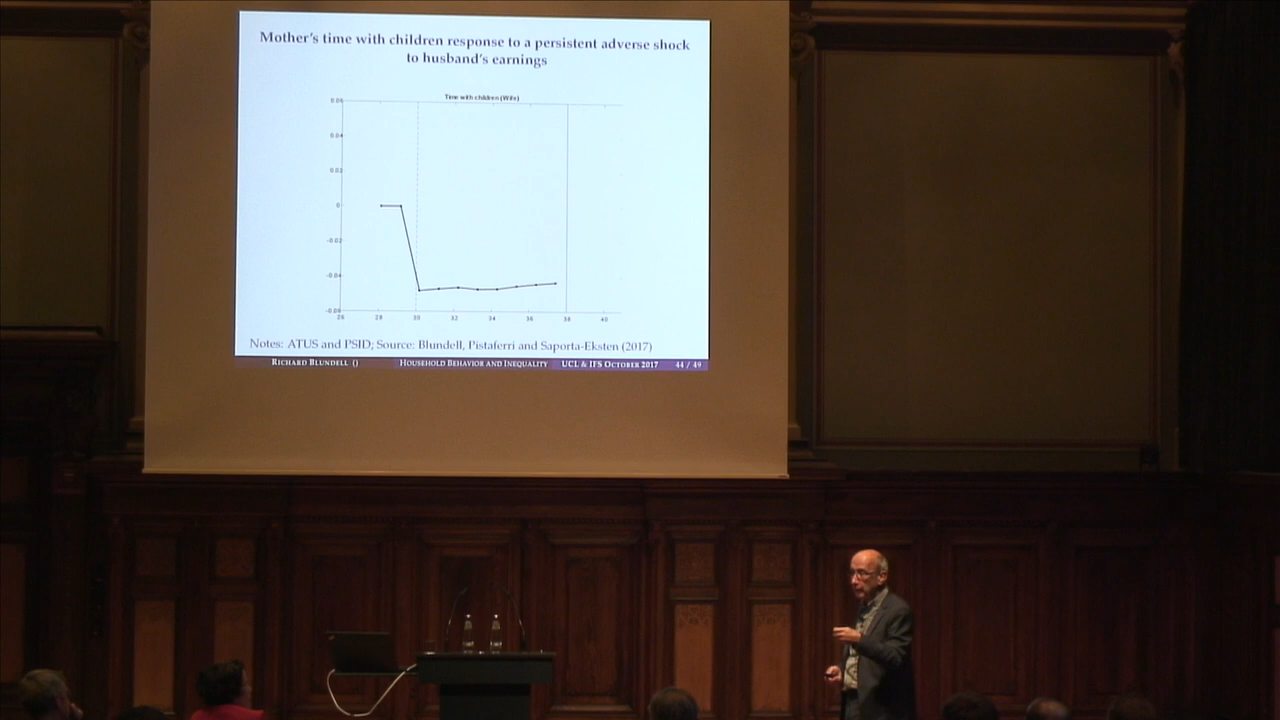 Mother's time with children response to a persistent adverse shock
to husband's earnings
Time with children (Wife)
0.06
0.04
0.02
0
-0.02
-0.04
-0.06
26 28 30 32 34 36 38 40
Notes: ATUS and PSID; Source: Blundell, Pistaferri and Saporta-Eksten (2017)
RICHARD BLUNDELL () HOUSEHOLD BEHAVIOR AND INEQUALITY UCL & IFS OCTOBER 2017 44 / 49